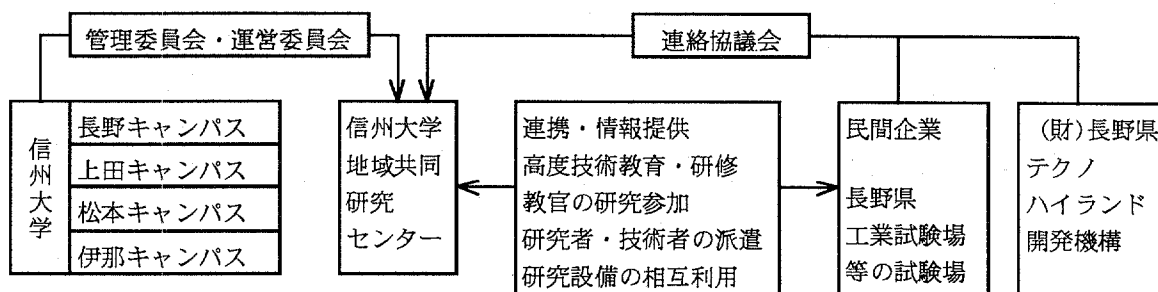 管理委員会・運営委員会
連絡協議会
信州大学
長野キャンパス
上田キャンパス
松本キャンパス
伊那キャンパス
信州大学
地域共同
研究
センター
連携・情報提供
高度技術教育・研修
教官の研究参加
研究者・技術者の派遣
研究設備の相互利用
民間企業
長野県
工業試験場
等の試験場
(財)長野県
テクノ
ハイランド
開発機構